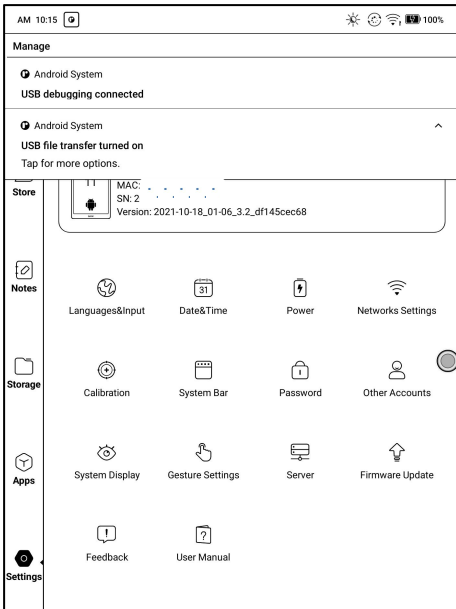 AM 10:15
100%
Manage
Android System
USB debugging connected
Android System
USB file transfer turned on
Tap for more options.
Store
11
MAC:
SN: 2
Version: 2021-10-18_01-06_3.2_df145cec68
Notes
Languages&Input
31
Date&Time
Power
Networks Settings
Storage
Calibration
System Bar
Password
Other Accounts
Apps
System Display
Gesture Settings
Server
Firmware Update
Settings
Feedback
User Manual